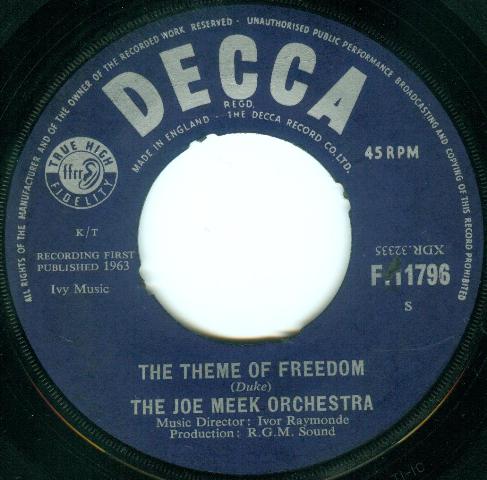 ALL RIGHTS OF THE MANUFACTURER AND OF THE OWNER OF THE RECORDED WORK RESERVED · UNAUTHORISED PUBLIC PERFORMANCE BROADCASTING AND COPYING OF THIS RECORD PROHIBITED
DECCA
REGD.
MADE IN ENGLAND · THE DECCA RECORD CO. LTD.
TRUE HIGH
ffrr
FIDELITY
45 RPM
K/T
RECORDING FIRST
PUBLISHED 1963
Ivy Music
XDR.32335
F.11796
S
THE THEME OF FREEDOM
(Duke)
THE JOE MEEK ORCHESTRA
Music Director: Ivor Raymonde
Production: R.G.M. Sound